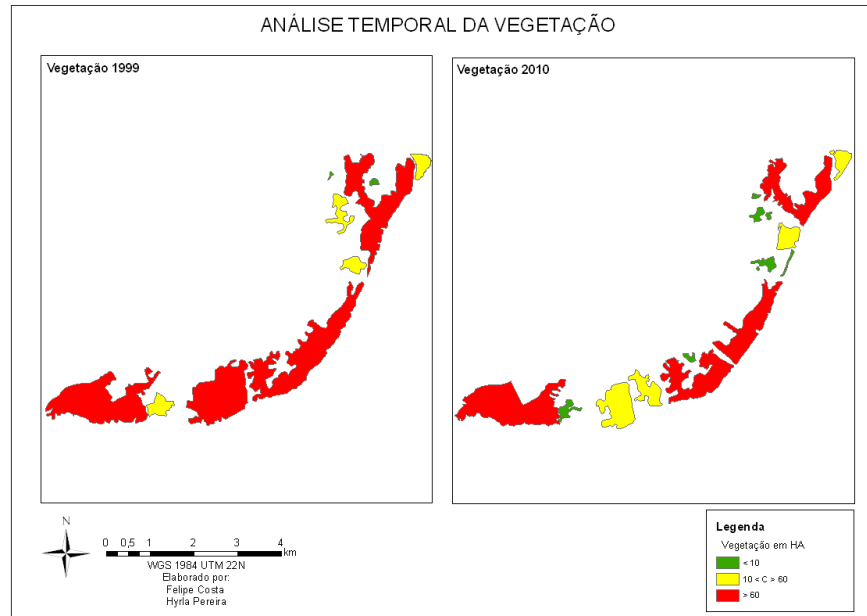 ANÁLISE TEMPORAL DA VEGETAÇÃO
Vegetação 1999
Vegetação 2010
N
0 0,5 1 2 3 4
km
WGS 1984 UTM 22N
Elaborado por:
Felipe Costa
Hyrla Pereira
Legenda
Vegetação em HA
< 10
10 < C > 60
> 60